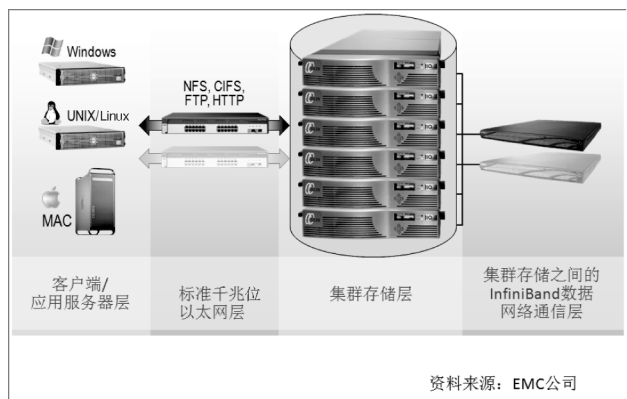 Windows
UNIX/Linux
MAC
NFS, CIFS,
FTP, HTTP
客户端/
应用服务器层
标准千兆位
以太网层
集群存储层
集群存储之间的
InfiniBand数据
网络通信层
资料来源：EMC公司